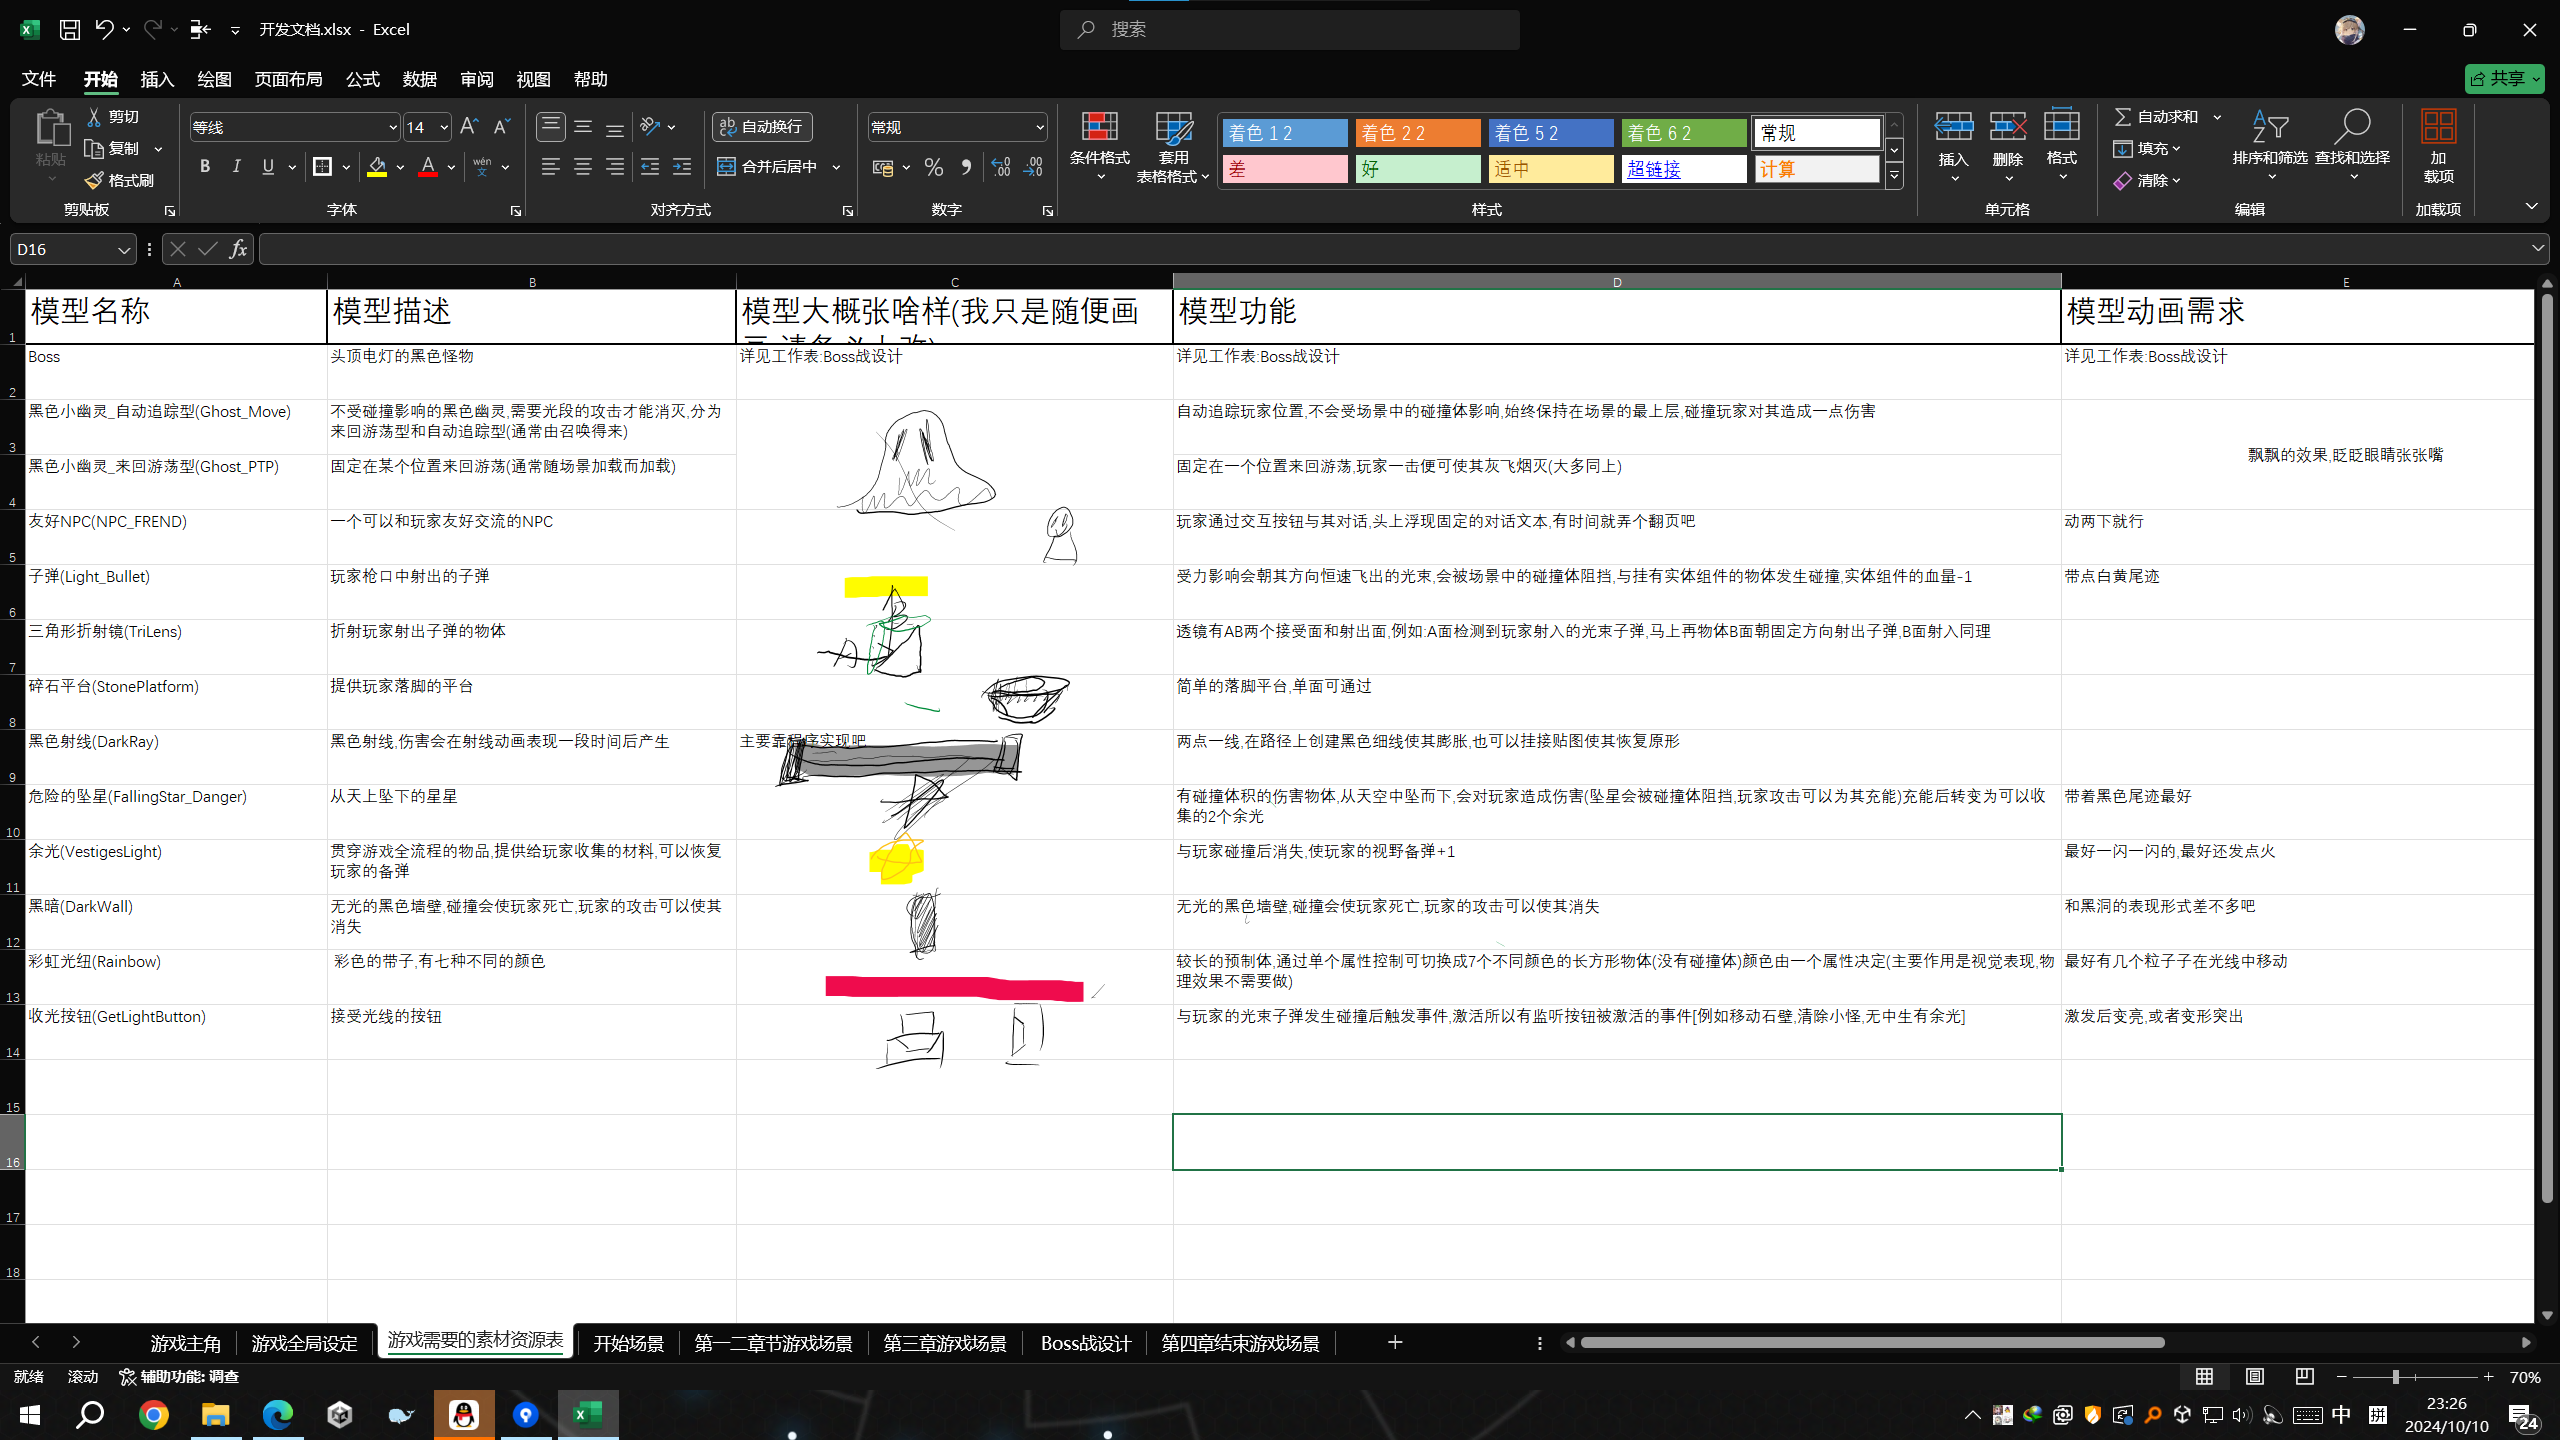 开发文档.xlsx - Excel
搜索
文件 开始 插入 绘图 页面布局 公式 数据 审阅 视图 帮助
共享
粘贴
剪切
复制
格式刷
剪贴板
等线 14
B I U A wén 文
字体
自动换行
合并后居中
对齐方式
常规
数字
条件格式
套用
表格格式
着色 1 2 着色 2 2 着色 5 2 着色 6 2 常规
差 好 适中 超链接 计算
样式
插入 删除 格式
单元格
自动求和
填充
清除
排序和筛选 查找和选择
编辑
加
载项
加载项
D16
fx
A B C D E
1
模型名称
模型描述
模型大概张啥样(我只是随便画
模型功能
模型动画需求
2
Boss
头顶电灯的黑色怪物
详见工作表:Boss战设计
详见工作表:Boss战设计
详见工作表:Boss战设计
3
黑色小幽灵_自动追踪型(Ghost_Move)
不受碰撞影响的黑色幽灵,需要光段的攻击才能消灭,分为
来回游荡型和自动追踪型(通常由召唤得来)
自动追踪玩家位置,不会受场景中的碰撞体影响,始终保持在场景的最上层,碰撞玩家对其造成一点伤害
飘飘的效果,眨眨眼睛张张嘴
4
黑色小幽灵_来回游荡型(Ghost_PTP)
固定在某个位置来回游荡(通常随场景加载而加载)
固定在一个位置来回游荡,玩家一击便可使其灰飞烟灭(大多同上)
5
友好NPC(NPC_FREND)
一个可以和玩家友好交流的NPC
玩家通过交互按钮与其对话,头上浮现固定的对话文本,有时间就弄个翻页吧
动两下就行
6
子弹(Light_Bullet)
玩家枪口中射出的子弹
受力影响会朝其方向恒速飞出的光束,会被场景中的碰撞体阻挡,与挂有实体组件的物体发生碰撞,实体组件的血量-1
带点白黄尾迹
7
三角形折射镜(TriLens)
折射玩家射出子弹的物体
B
A
透镜有AB两个接受面和射出面,例如:A面检测到玩家射入的光束子弹,马上再物体B面朝固定方向射出子弹,B面射入同理
8
碎石平台(StonePlatform)
提供玩家落脚的平台
简单的落脚平台,单面可通过
9
黑色射线(DarkRay)
黑色射线,伤害会在射线动画表现一段时间后产生
主要靠程序实现吧
两点一线,在路径上创建黑色细线使其膨胀,也可以挂接贴图使其恢复原形
10
危险的坠星(FallingStar_Danger)
从天上坠下的星星
有碰撞体积的伤害物体,从天空中坠而下,会对玩家造成伤害(坠星会被碰撞体阻挡,玩家攻击可以为其充能)充能后转变为可以收
集的2个余光
带着黑色尾迹最好
11
余光(VestigesLight)
贯穿游戏全流程的物品,提供给玩家收集的材料,可以恢复
玩家的备弹
与玩家碰撞后消失,使玩家的视野备弹+1
最好一闪一闪的,最好还发点火
12
黑暗(DarkWall)
无光的黑色墙壁,碰撞会使玩家死亡,玩家的攻击可以使其
消失
无光的黑色墙壁,碰撞会使玩家死亡,玩家的攻击可以使其消失
和黑洞的表现形式差不多吧
13
彩虹光纽(Rainbow)
彩色的带子,有七种不同的颜色
较长的预制体,通过单个属性控制可切换成7个不同颜色的长方形物体(没有碰撞体)颜色由一个属性决定(主要作用是视觉表现,物
理效果不需要做)
最好有几个粒子子在光线中移动
14
收光按钮(GetLightButton)
接受光线的按钮
与玩家的光束子弹发生碰撞后触发事件,激活所以有监听按钮被激活的事件[例如移动石壁,清除小怪,无中生有余光]
激发后变亮,或者变形突出
15
16
17
18
游戏主角 游戏全局设定 游戏需要的素材资源表 开始场景 第一二章节游戏场景 第三章游戏场景 Boss战设计 第四章结束游戏场景
就绪 滚动 辅助功能: 调查
70%
中 拼
23:26
2024/10/10
24